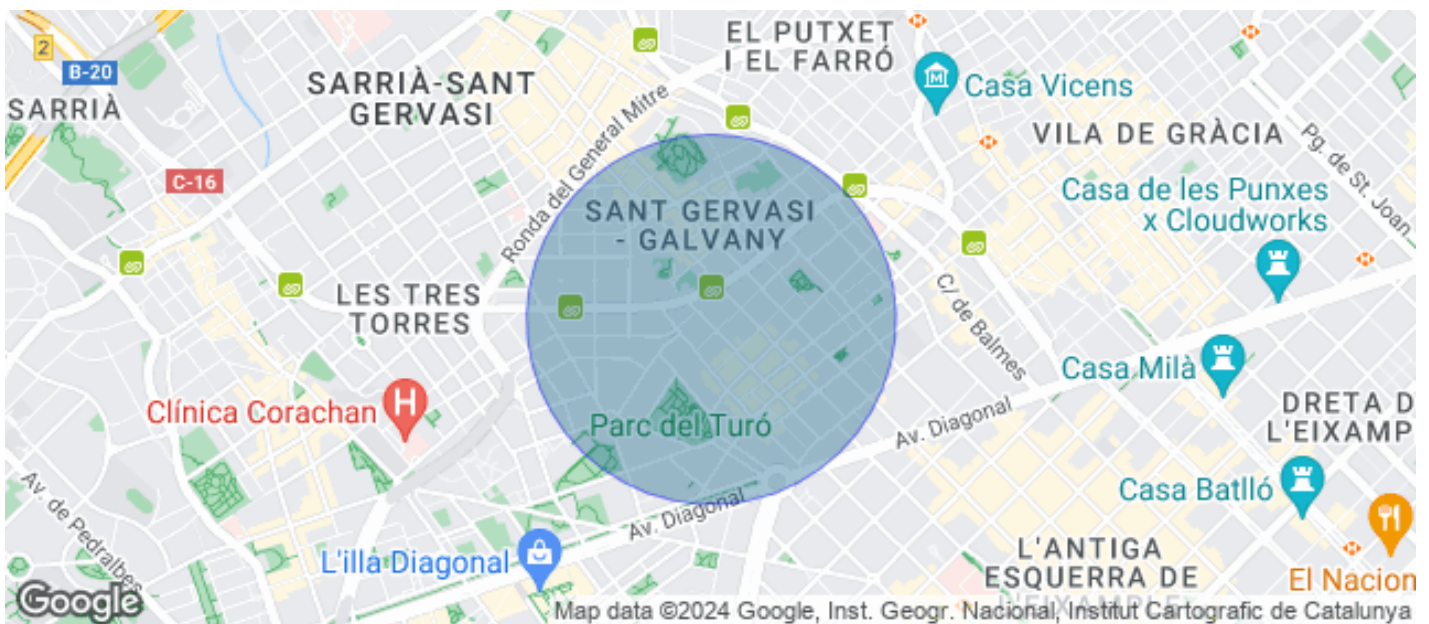 EL PUTXET
I EL FARRÓ
2
B-20
SARRIÀ-SANT
GERVASI
Casa Vicens
SARRIÀ
Ronda del General Mitre
VILA DE GRÀCIA
Pg. de St. Joan
C-16
Casa de les Punxes
x Cloudworks
SANT GERVASI
- GALVANY
LES TRES
TORRES
C/ de Balmes
Casa Milà
Clínica Corachan
H
DRETA D
L'EIXAMP
Parc del Turó
Av. Diagonal
Casa Batlló
Av. de Pedralbes
Av. Diagonal
L'illa Diagonal
L'ANTIGA
ESQUERRA DE
L'EIXAMPLE
El Nacion
Google
Map data ©2024 Google, Inst. Geogr. Nacional, Institut Cartografic de Catalunya